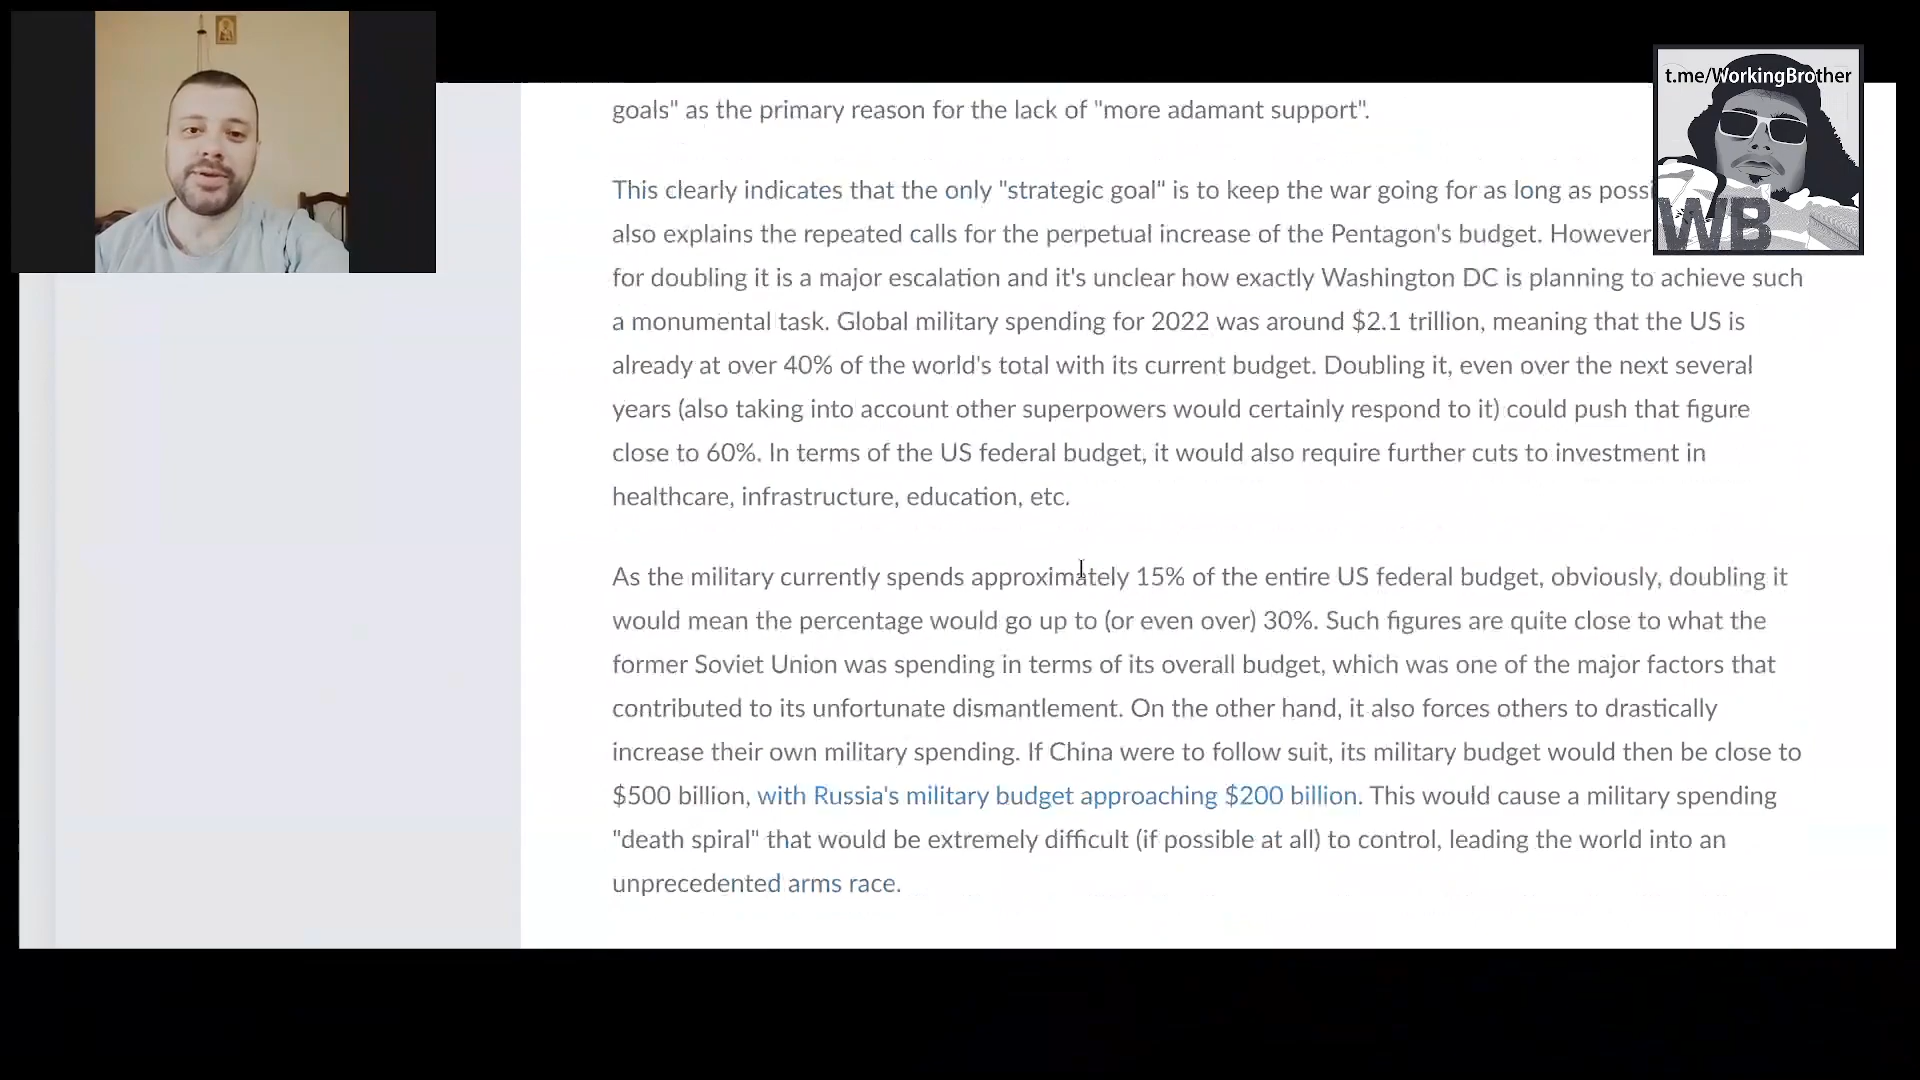 t.me/WorkingBrother
WB
goals" as the primary reason for the lack of "more adamant support".
This clearly indicates that the only "strategic goal" is to keep the war going for as long as possi
also explains the repeated calls for the perpetual increase of the Pentagon's budget. However,
for doubling it is a major escalation and it's unclear how exactly Washington DC is planning to achieve such
a monumental task. Global military spending for 2022 was around $2.1 trillion, meaning that the US is
already at over 40% of the world's total with its current budget. Doubling it, even over the next several
years (also taking into account other superpowers would certainly respond to it) could push that figure
close to 60%. In terms of the US federal budget, it would also require further cuts to investment in
healthcare, infrastructure, education, etc.
As the military currently spends approximately 15% of the entire US federal budget, obviously, doubling it
would mean the percentage would go up to (or even over) 30%. Such figures are quite close to what the
former Soviet Union was spending in terms of its overall budget, which was one of the major factors that
contributed to its unfortunate dismantlement. On the other hand, it also forces others to drastically
increase their own military spending. If China were to follow suit, its military budget would then be close to
$500 billion, with Russia's military budget approaching $200 billion. This would cause a military spending
"death spiral" that would be extremely difficult (if possible at all) to control, leading the world into an
unprecedented arms race.